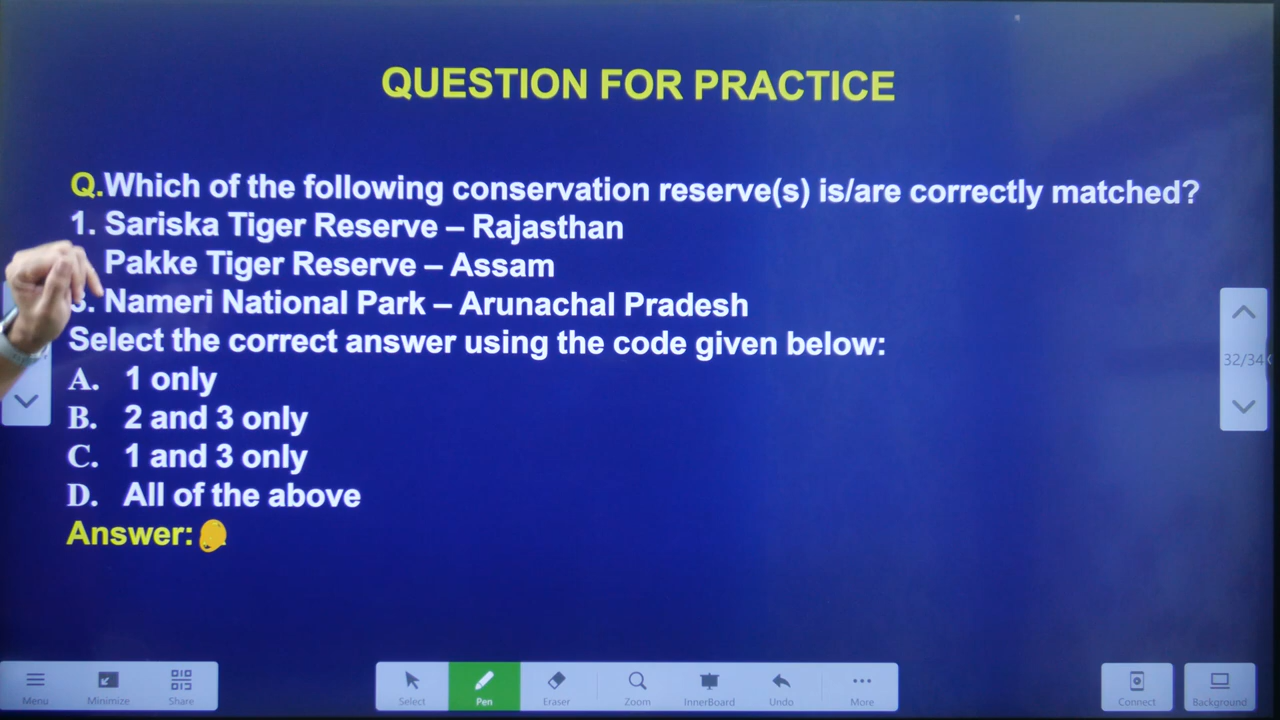 QUESTION FOR PRACTICE
Q.Which of the following conservation reserve(s) is/are correctly matched?
1. Sariska Tiger Reserve – Rajasthan
Pakke Tiger Reserve – Assam
3. Nameri National Park – Arunachal Pradesh
Select the correct answer using the code given below:
A. 1 only
B. 2 and 3 only
C. 1 and 3 only
D. All of the above
Answer:
32/34
Menu Minimize Share Select Pen Eraser Zoom InnerBoard Undo More Connect Background